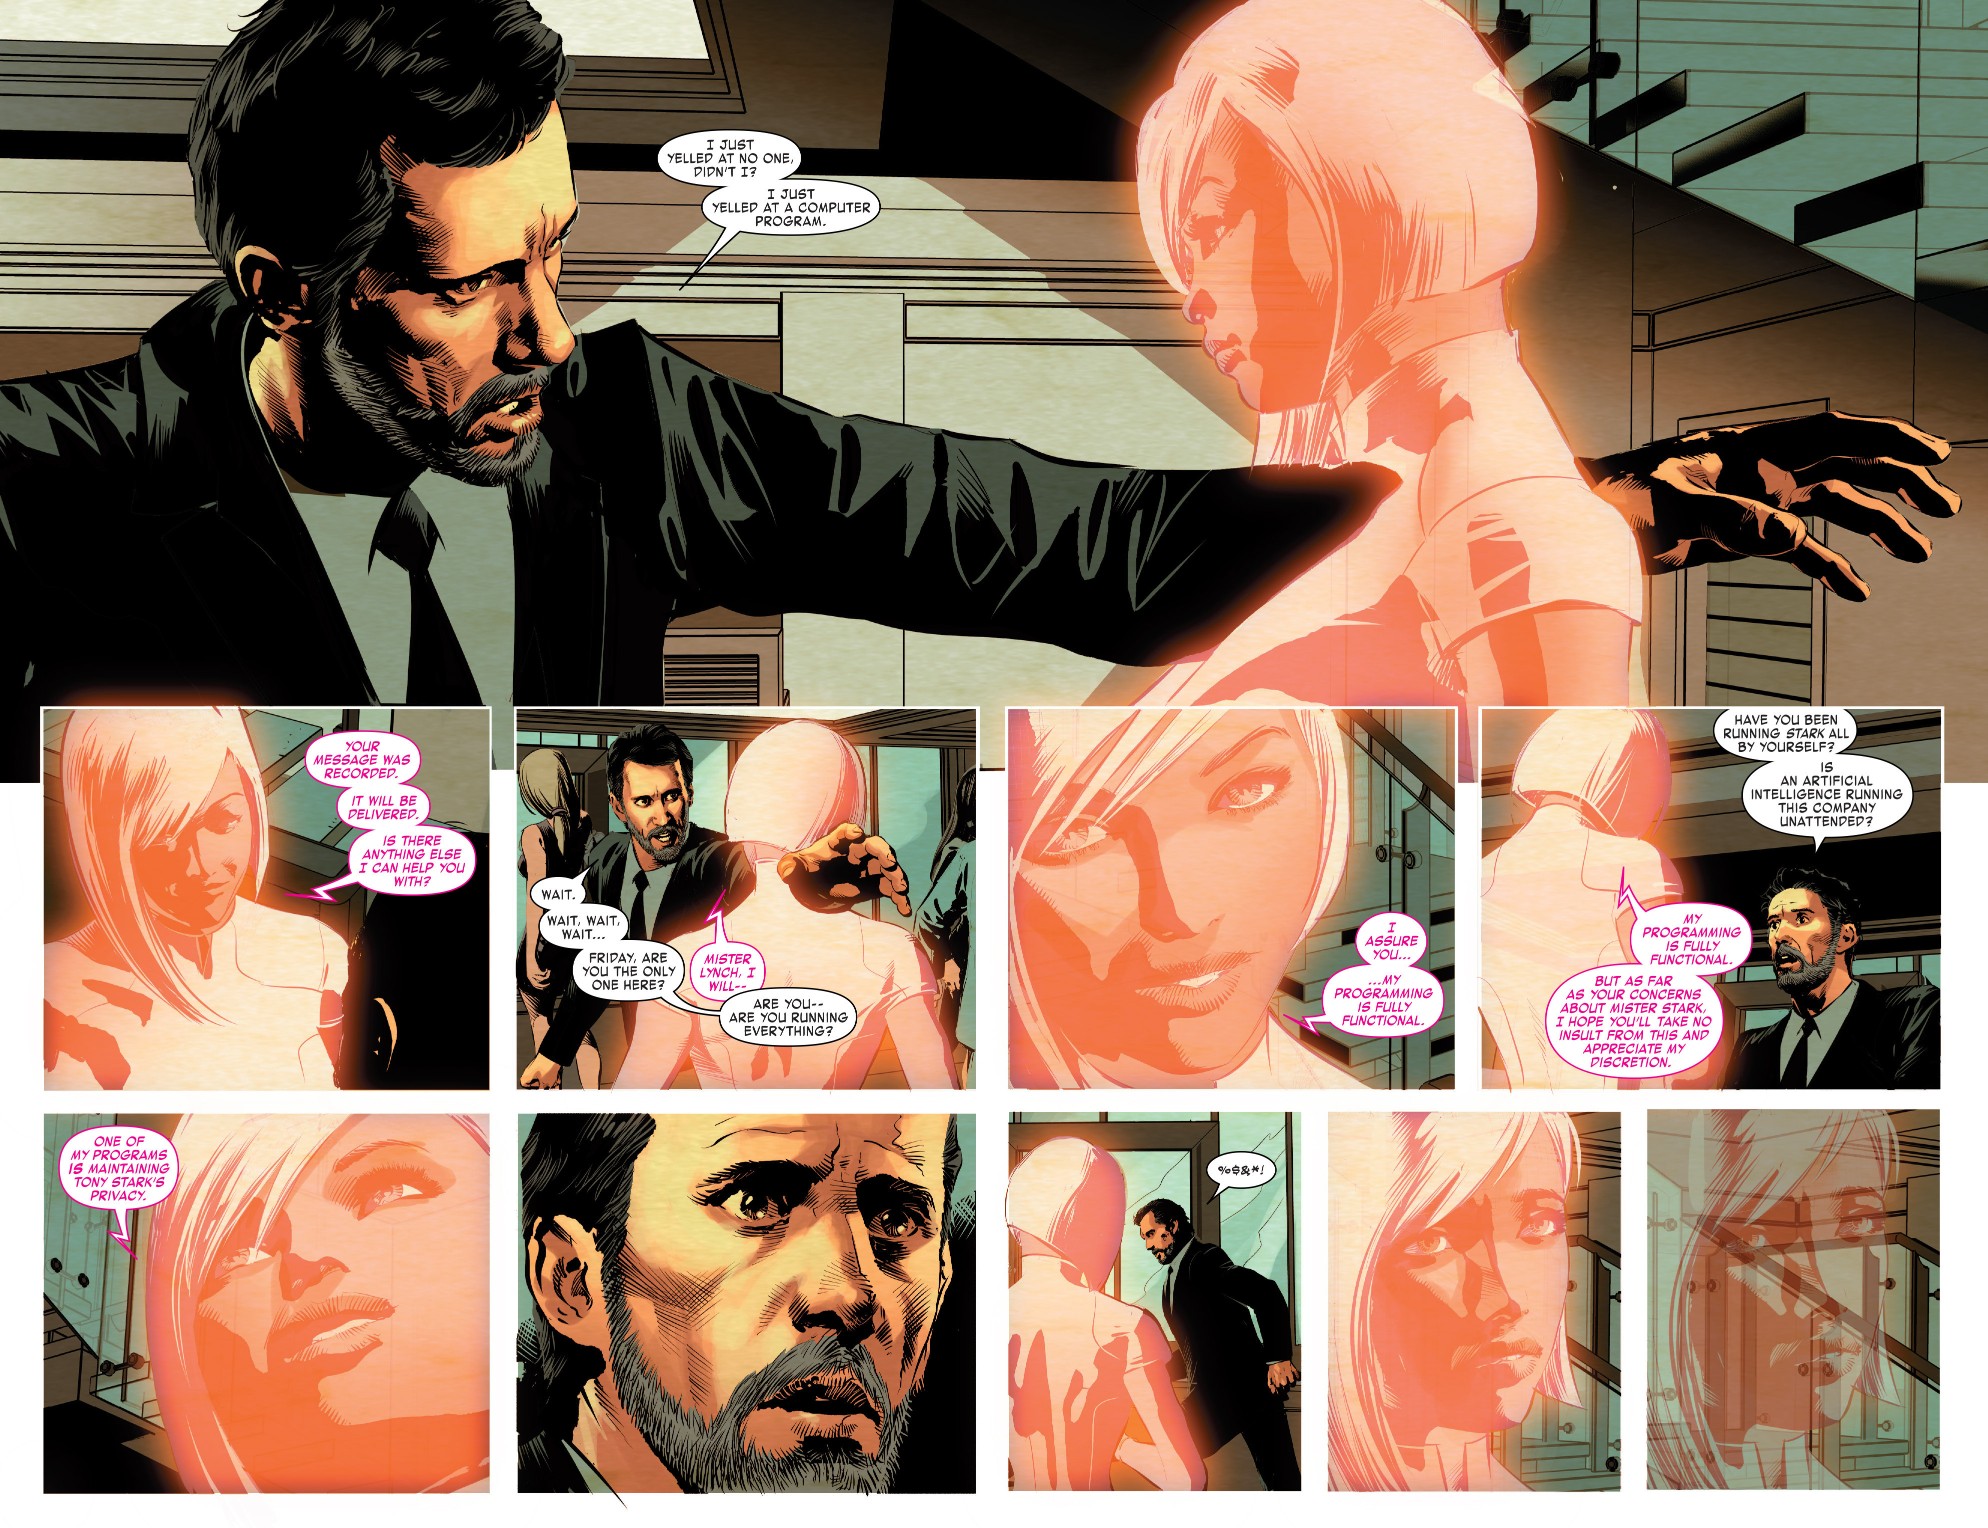 I JUST
YELLED AT NO ONE,
DIDN'T I?
I JUST
YELLED AT A COMPUTER
PROGRAM.
YOUR
MESSAGE WAS
RECORDED.
IT WILL BE
DELIVERED.
IS THERE
ANYTHING ELSE
I CAN HELP YOU
WITH?
WAIT.
WAIT, WAIT,
WAIT...
FRIDAY, ARE
YOU THE ONLY
ONE HERE?
MISTER
LYNCH, I
WILL--
ARE YOU--
ARE YOU RUNNING
EVERYTHING?
I
ASSURE
YOU...
...MY
PROGRAMMING
IS FULLY
FUNCTIONAL.
HAVE YOU BEEN
RUNNING STARK ALL
BY YOURSELF?
IS
AN ARTIFICIAL
INTELLIGENCE RUNNING
THIS COMPANY
UNATTENDED?
MY
PROGRAMMING
IS FULLY
FUNCTIONAL.
BUT AS FAR
AS YOUR CONCERNS
ABOUT MISTER STARK,
I HOPE YOU'LL TAKE NO
INSULT FROM THIS AND
APPRECIATE MY
DISCRETION.
ONE OF
MY PROGRAMS
IS MAINTAINING
TONY STARK'S
PRIVACY.
%$&*!